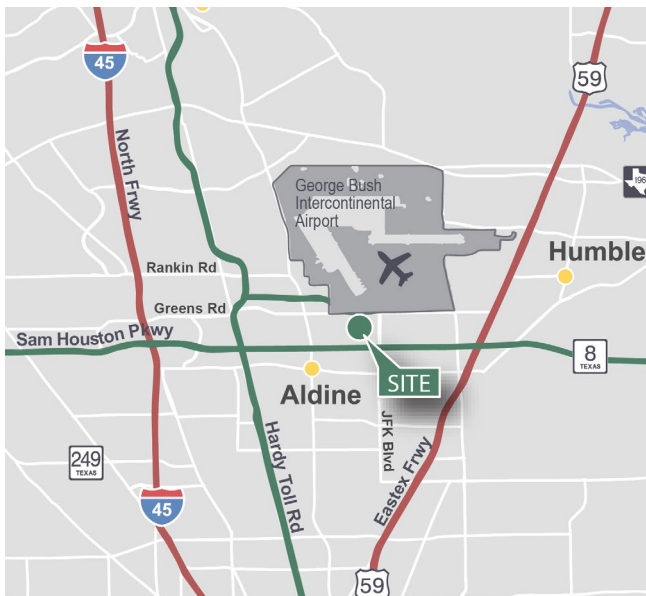 45
59
North Frwy
196
George Bush
Intercontinental
Airport
Humble
Rankin Rd
Greens Rd
Sam Houston Pkwy
8
TEXAS
SITE
Aldine
JFK Blvd
Hardy Toll Rd
Eastex Frwy
249
TEXAS
45
59